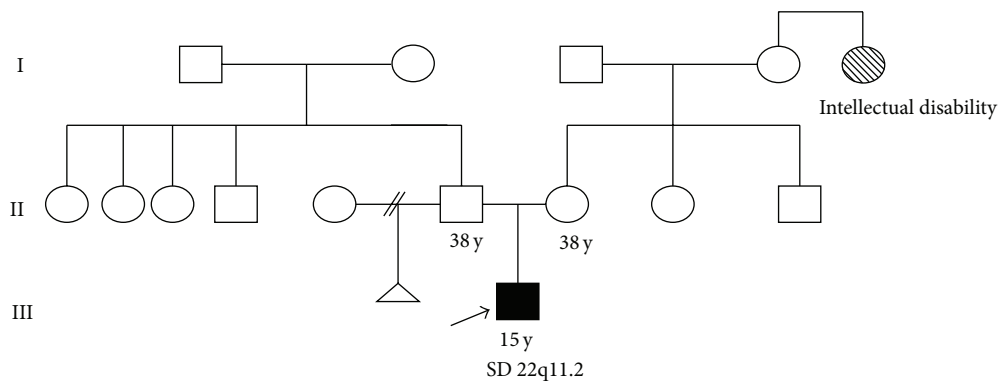 I
Intellectual disability
II
38 y
38 y
III
15 y
SD 22q11.2